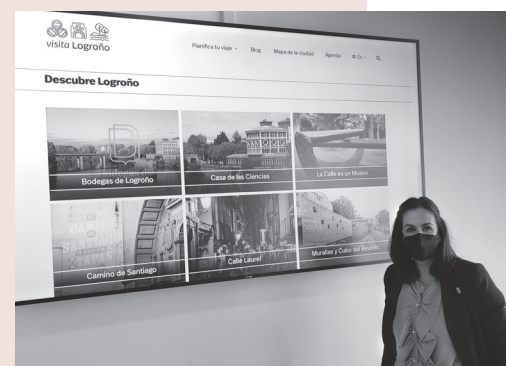 visita Logroño
Planifica tu viaje
Blog
Mapa de la ciudad
Agenda
Es
Descubre Logroño
Bodegas de Logroño
Casa de las Ciencias
La Calle es un Museo
Camino de Santiago
Calle Laurel
Murallas y Cubo del Revellín